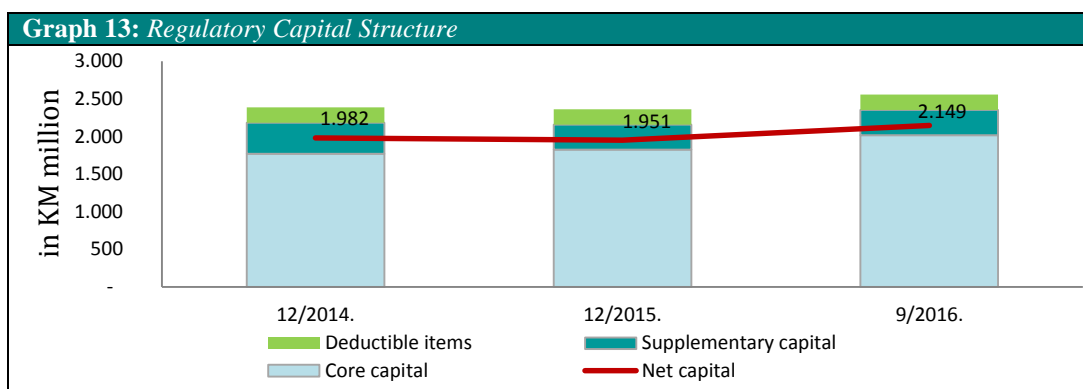 Graph 13: Regulatory Capital Structure
in KM million
3.000
2.500
2.000
1.500
1.000
500
-
1.982
1.951
2.149
12/2014.
12/2015.
9/2016.
Deductible items
Supplementary capital
Core capital
Net capital